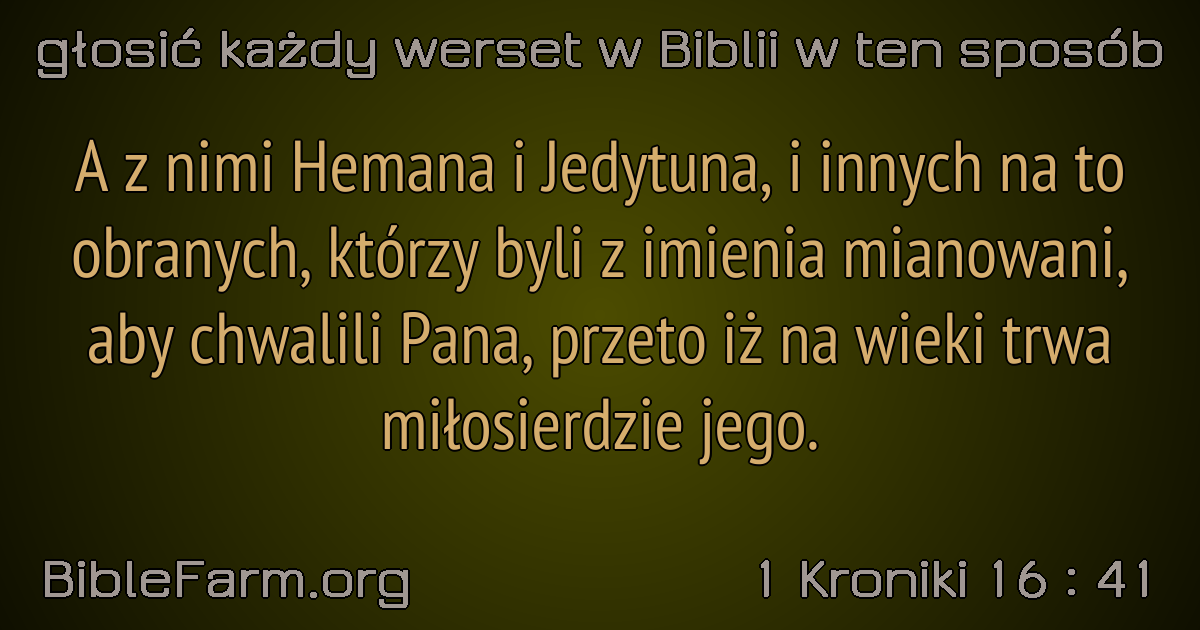 głosić każdy werset w Biblii w ten sposób
A z nimi Hemana i Jedytuna, i innych na to
obranych, którzy byli z imienia mianowani,
aby chwalili Pana, przeto iż na wieki trwa
miłosierdzie jego.
BibleFarm.org
1 Kroniki 16 : 41